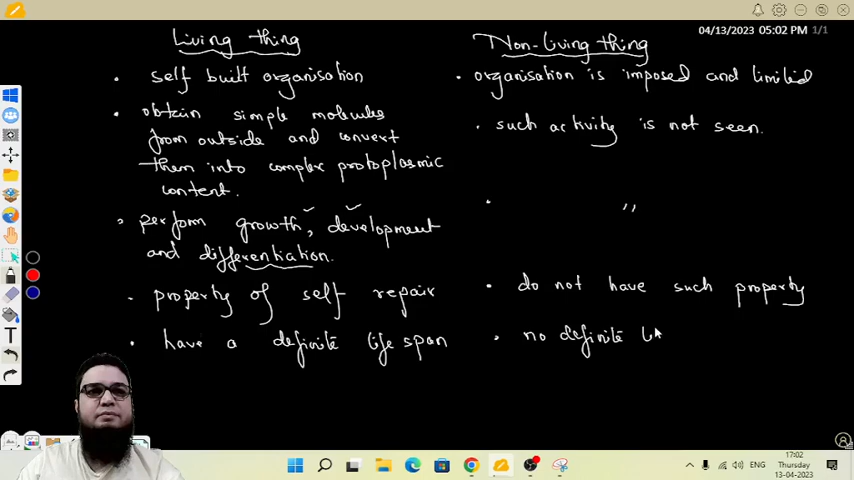 04/13/2023 05:02 PM 1/1
Living thing
Non-Living thing
. self built organisation
. organisation is imposed and limited
. obtain simple molecules
from outside and convert
them into complex protoplasmic
content.
. such activity is not seen.
. perform growth, development
and differentiation.
. "
. property of self repair
. do not have such property
. have a definite life span
. no definite li
T
ENG
17:02
Thursday
13-04-2023